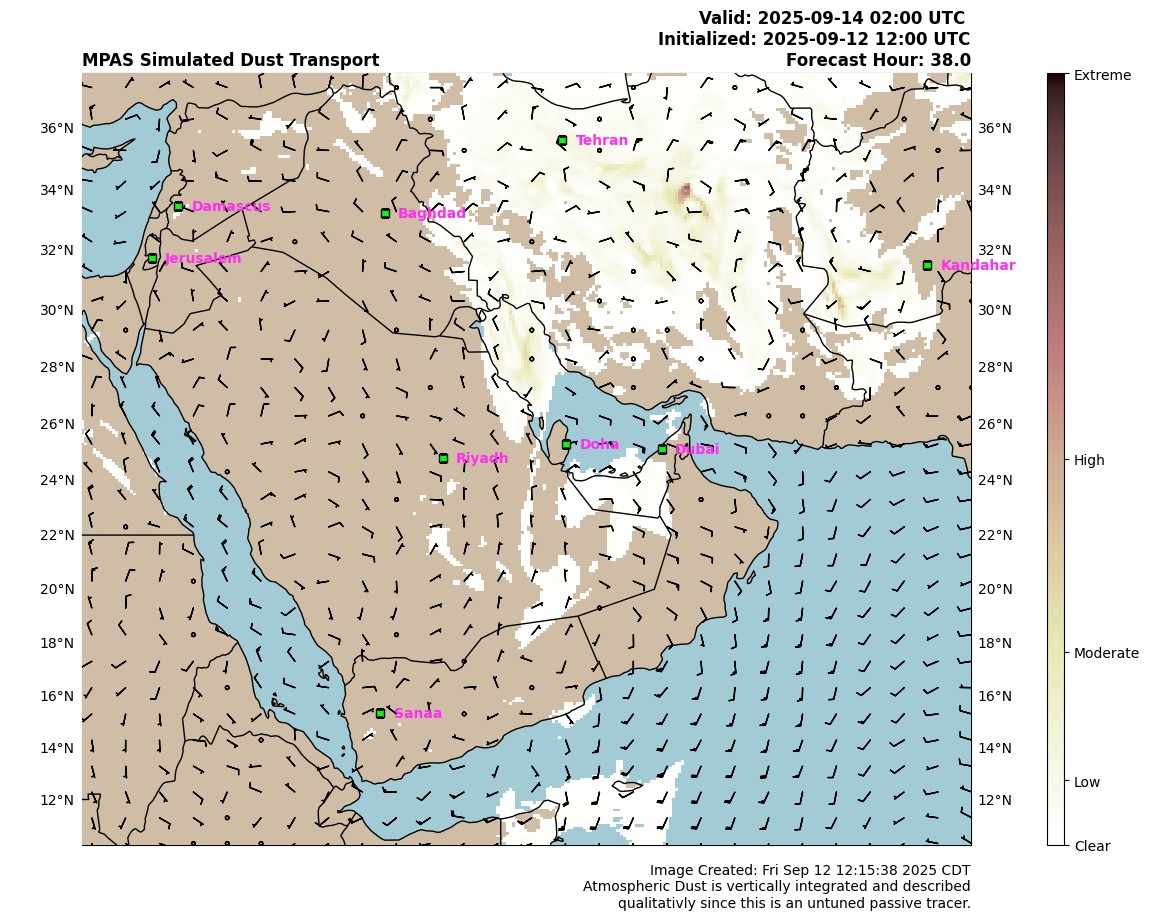 Valid: 2025-09-14 02:00 UTC
Initialized: 2025-09-12 12:00 UTC
MPAS Simulated Dust Transport
Forecast Hour: 38.0
Extreme
36°N
Tehran
36°N
34°N
34°N
Damascus
Baghdad
32°N
32°N
Jerusalem
Kandahar
30°N
30°N
28°N
28°N
26°N
26°N
Doha
Dubai
Riyadh
High
24°N
24°N
22°N
22°N
20°N
20°N
18°N
18°N
Moderate
16°N
16°N
Sanaa
14°N
14°N
Low
12°N
12°N
Clear
Image Created: Fri Sep 12 12:15:38 2025 CDT
Atmospheric Dust is vertically integrated and described
qualitativly since this is an untuned passive tracer.